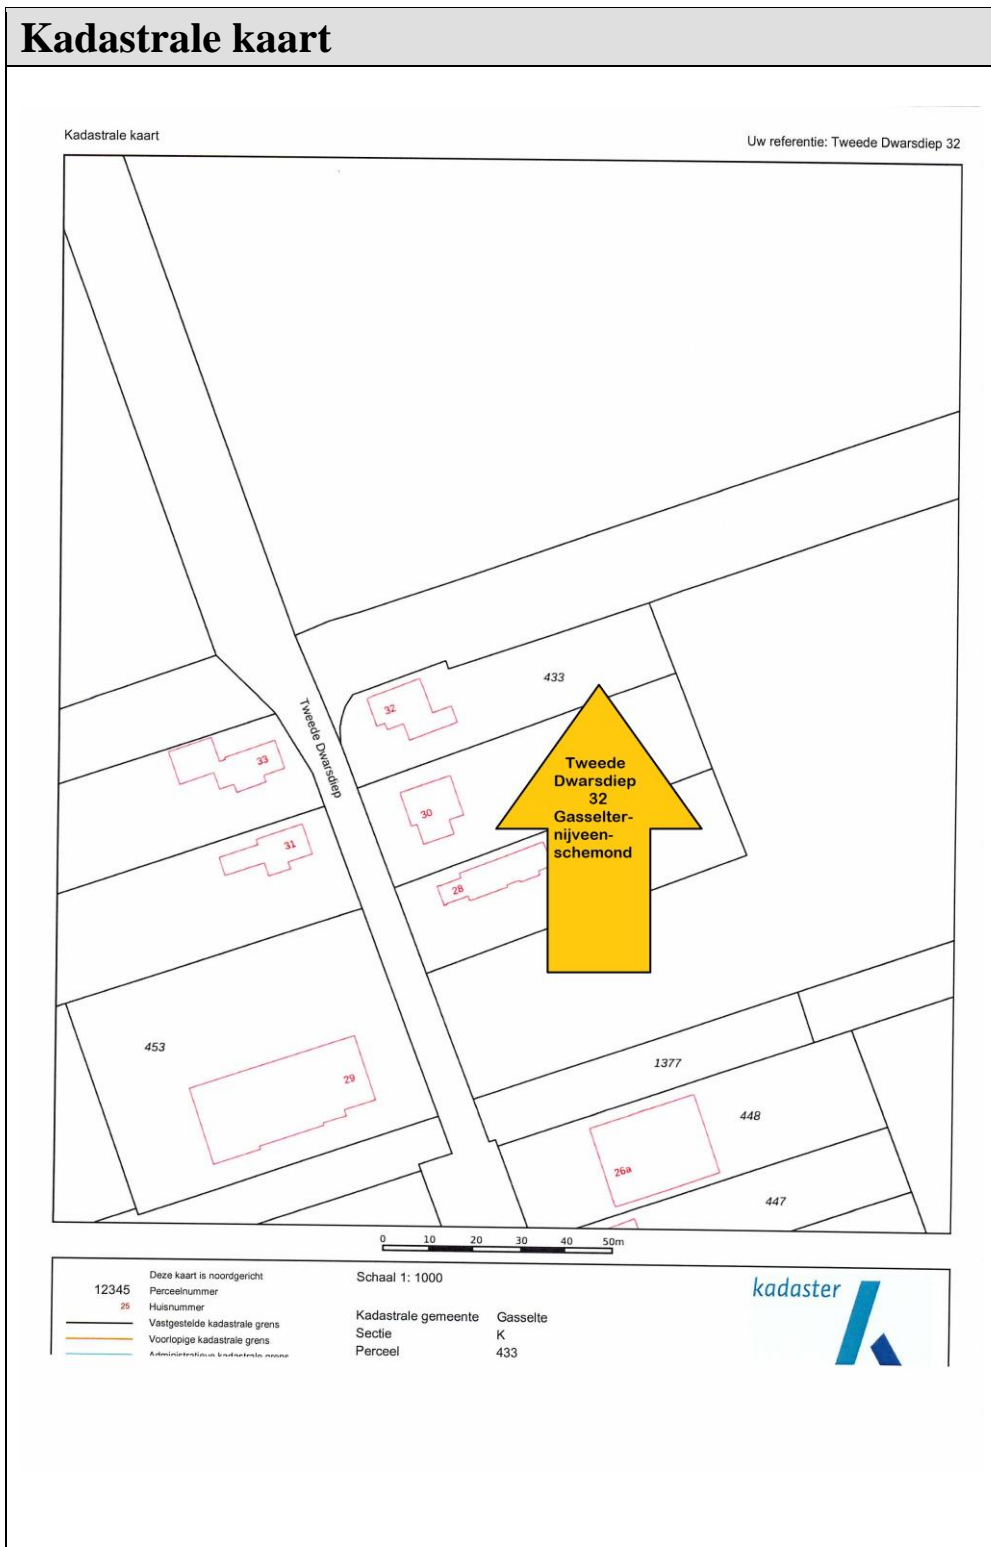 Kadastrale kaart
Kadastrale kaart
Uw referentie: Tweede Dwarsdiep 32
433
32
Tweede Dwarsdiep
33
30
31
28
Tweede
Dwarsdiep
32
Gasselter-
nijveen-
schemond
453
29
1377
448
26a
447
0 10 20 30 40 50m
Deze kaart is noordgericht
12345 Perceelnummer
25 Huisnummer
Vastgestelde kadastrale grens
Voorlopige kadastrale grens
Administratieve kadastrale grens
Schaal 1: 1000
Kadastrale gemeente Gasselte
Sectie K
Perceel 433
kadaster